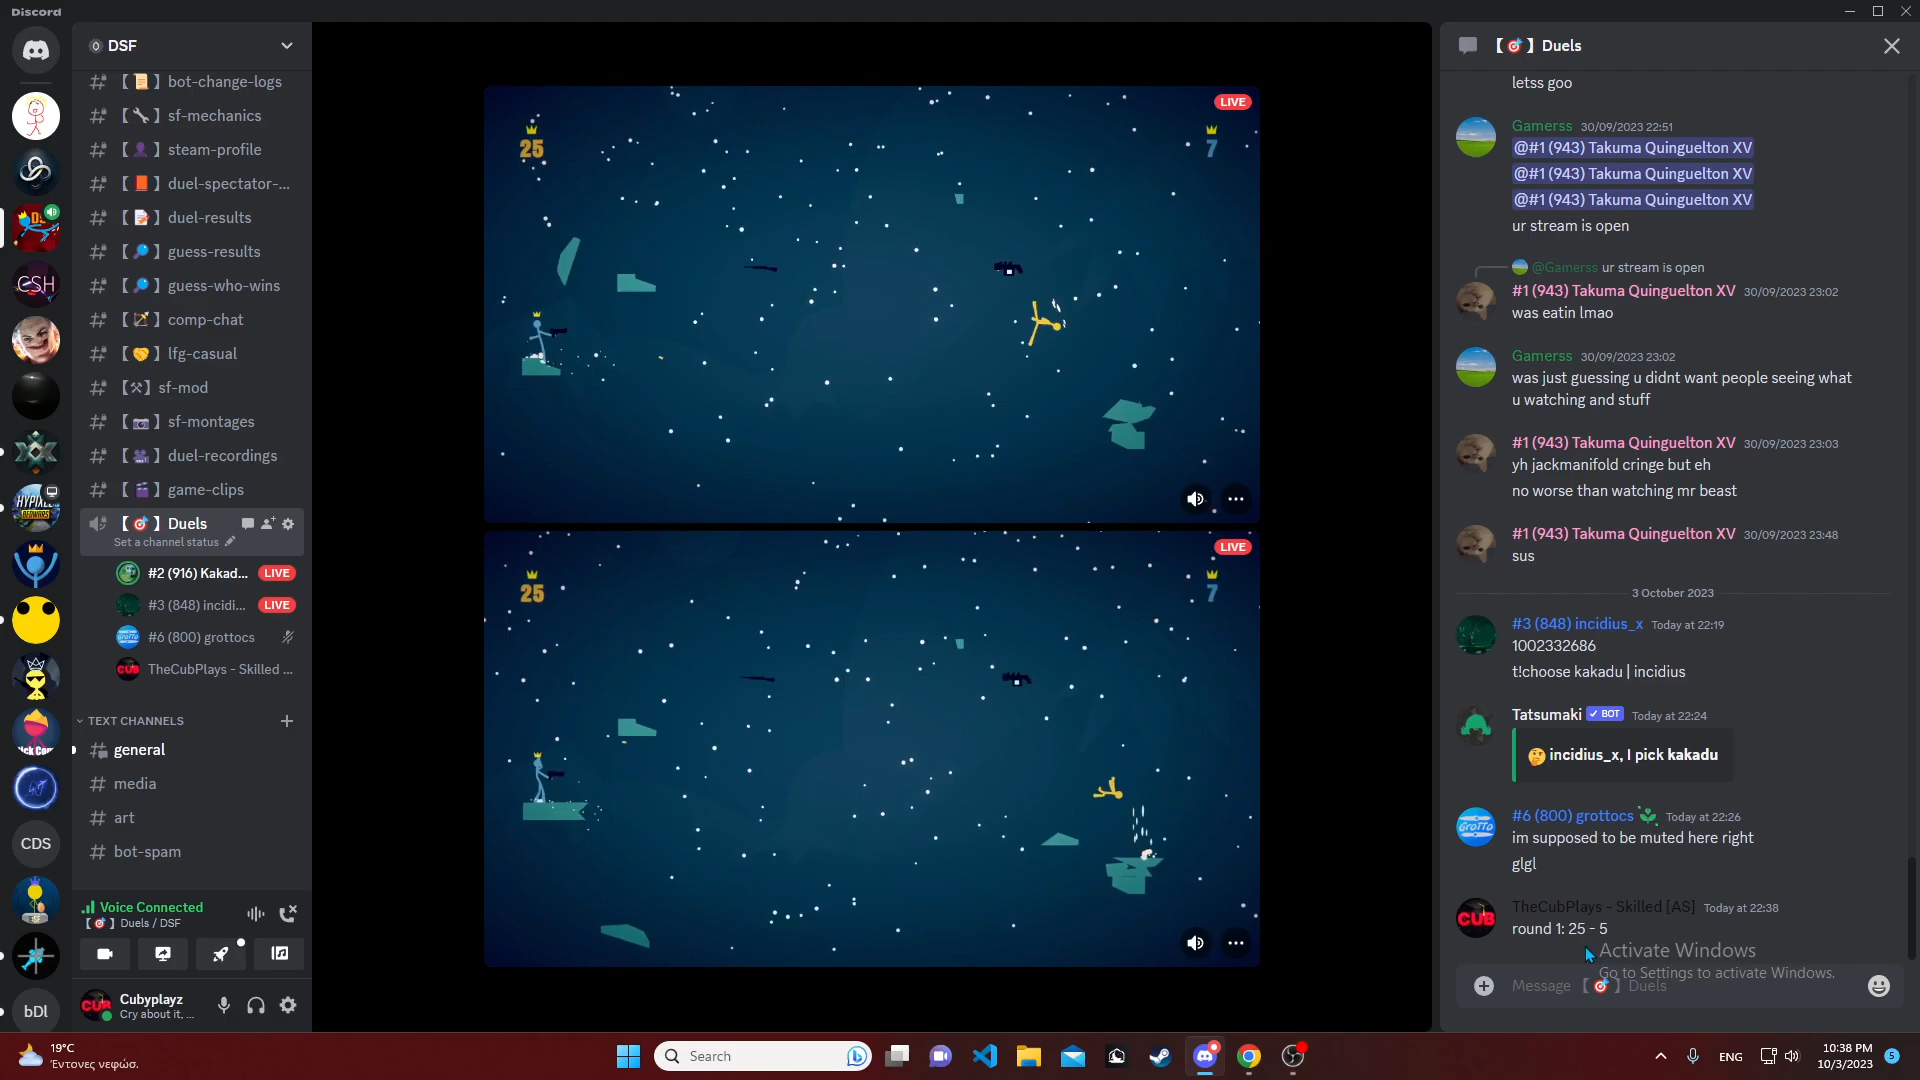 Discord
DSF
bot-change-logs
sf-mechanics
steam-profile
duel-spectator-...
duel-results
guess-results
guess-who-wins
comp-chat
lfg-casual
sf-mod
sf-montages
duel-recordings
game-clips
Duels
Set a channel status
#2 (916) Kakad... LIVE
#3 (848) incidi... LIVE
#6 (800) grottocs
TheCubPlays - Skilled ...
TEXT CHANNELS
general
media
art
bot-spam
Voice Connected
Duels / DSF
Cubyplayz
Cry about it, ...
CSH
HYPIXEL
BEDWARS
CDS
bDl
LIVE
25
7
LIVE
25
7
Duels
letss goo
Gamerss 30/09/2023 22:51
@#1 (943) Takuma Quinguelton XV
@#1 (943) Takuma Quinguelton XV
@#1 (943) Takuma Quinguelton XV
ur stream is open
@Gamerss ur stream is open
#1 (943) Takuma Quinguelton XV 30/09/2023 23:02
was eatin lmao
Gamerss 30/09/2023 23:02
was just guessing u didnt want people seeing what
u watching and stuff
#1 (943) Takuma Quinguelton XV 30/09/2023 23:03
yh jackmanifold cringe but eh
no worse than watching mr beast
#1 (943) Takuma Quinguelton XV 30/09/2023 23:48
sus
3 October 2023
#3 (848) incidius_x Today at 22:19
1002332686
t!choose kakadu | incidius
Tatsumaki BOT Today at 22:24
incidius_x, I pick kakadu
GroTTo
#6 (800) grottocs Today at 22:26
im supposed to be muted here right
glgl
CUB
TheCubPlays - Skilled [AS] Today at 22:38
round 1: 25 - 5
Activate Windows
Go to Settings to activate Windows.
Message 【 】 Duels
19°C
Έντονες νεφώσ.
Search
ENG
10:38 PM
10/3/2023
5